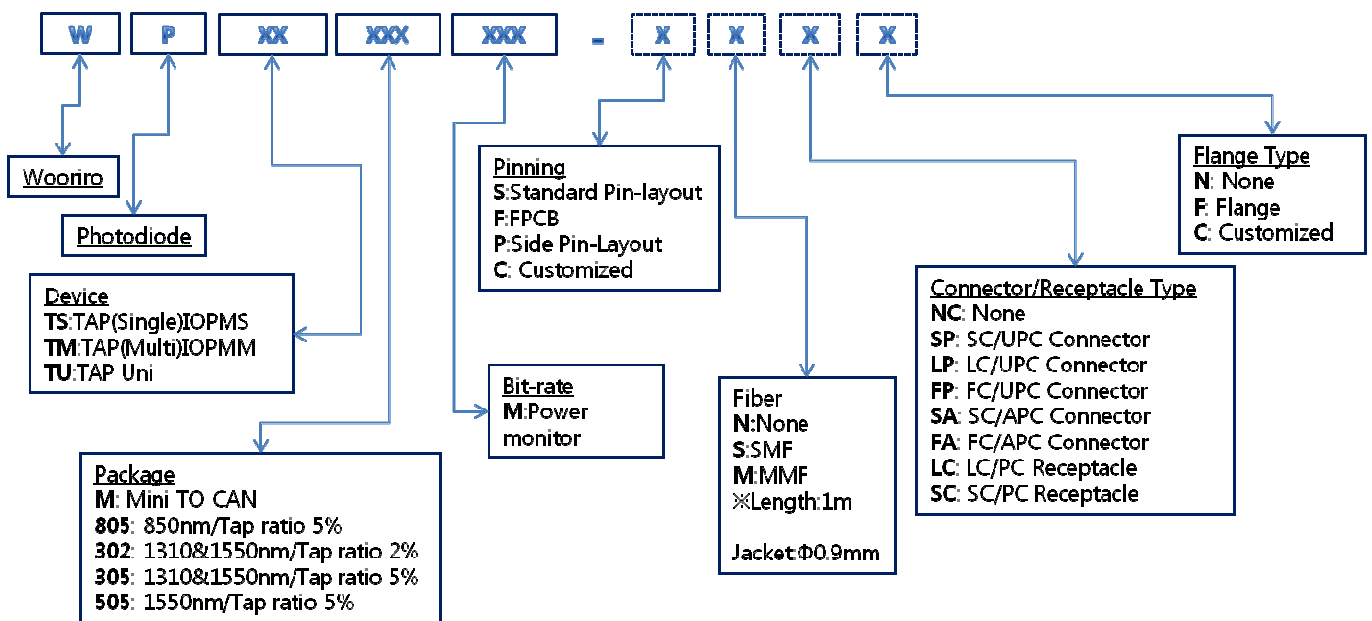 W P XX XXX XXX - X X X X
Wooriro
Photodiode
Device
TS:TAP(Single)IOPMS
TM:TAP(Multi)IOPMM
TU:TAP Uni
Package
M: Mini TO CAN
805: 850nm/Tap ratio 5%
302: 1310&1550nm/Tap ratio 2%
305: 1310&1550nm/Tap ratio 5%
505: 1550nm/Tap ratio 5%
Bit-rate
M:Power
monitor
Pinning
S:Standard Pin-layout
F:FPCB
P:Side Pin-Layout
C: Customized
Fiber
N:None
S:SMF
M:MMF
※Length:1m
Jacket:Φ0.9mm
Connector/Receptacle Type
NC: None
SP: SC/UPC Connector
LP: LC/UPC Connector
FP: FC/UPC Connector
SA: SC/APC Connector
FA: FC/APC Connector
LC: LC/PC Receptacle
SC: SC/PC Receptacle
Flange Type
N: None
F: Flange
C: Customized